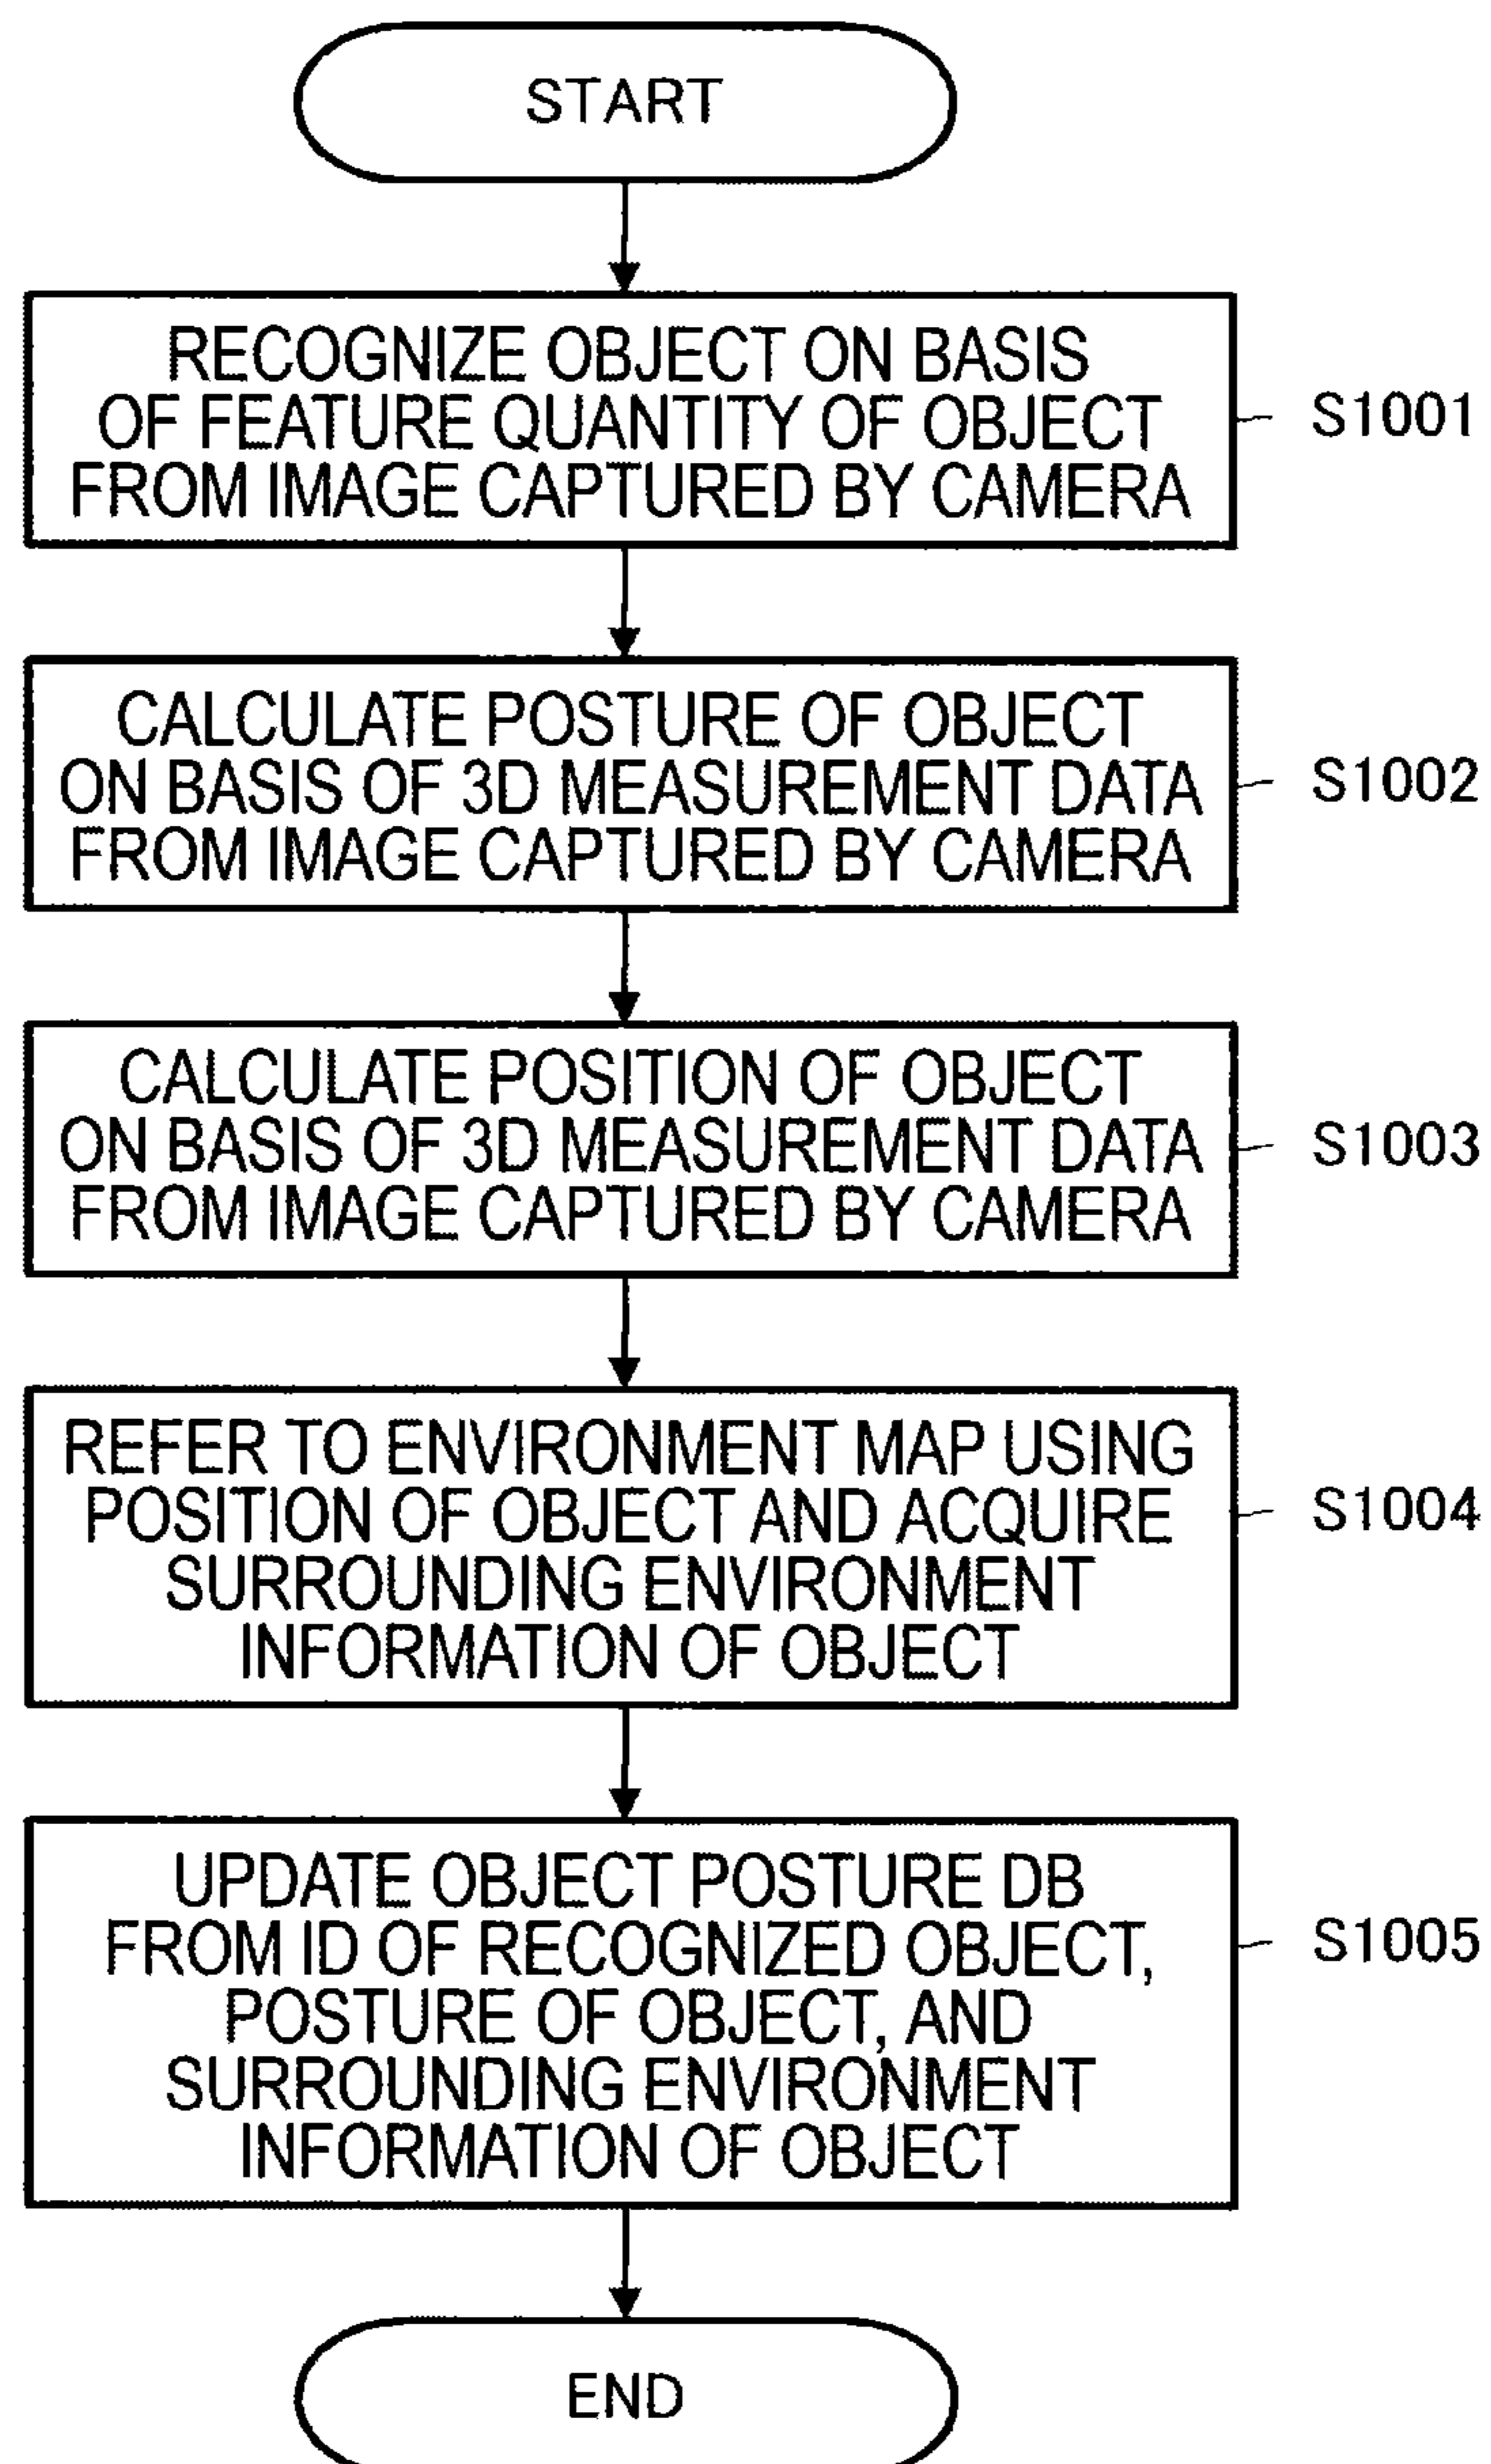 START
RECOGNIZE OBJECT ON BASIS
OF FEATURE QUANTITY OF OBJECT
FROM IMAGE CAPTURED BY CAMERA
S1001
CALCULATE POSTURE OF OBJECT
ON BASIS OF 3D MEASUREMENT DATA
FROM IMAGE CAPTURED BY CAMERA
S1002
CALCULATE POSITION OF OBJECT
ON BASIS OF 3D MEASUREMENT DATA
FROM IMAGE CAPTURED BY CAMERA
S1003
REFER TO ENVIRONMENT MAP USING
POSITION OF OBJECT AND ACQUIRE
SURROUNDING ENVIRONMENT
INFORMATION OF OBJECT
S1004
UPDATE OBJECT POSTURE DB
FROM ID OF RECOGNIZED OBJECT,
POSTURE OF OBJECT, AND
SURROUNDING ENVIRONMENT
INFORMATION OF OBJECT
S1005
END